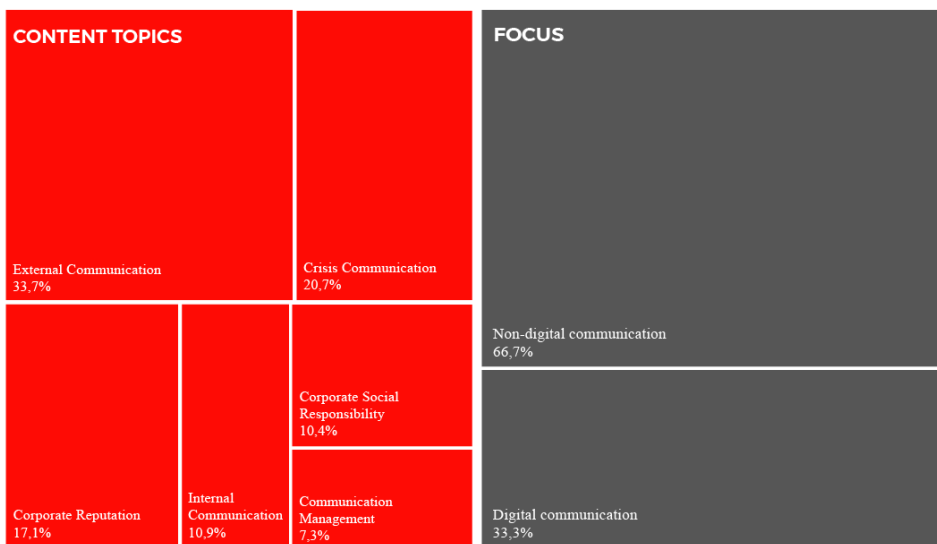 CONTENT TOPICS
External Communication
33,7%
Crisis Communication
20,7%
Corporate Reputation
17,1%
Internal
Communication
10,9%
Corporate Social
Responsibility
10,4%
Communication
Management
7,3%
FOCUS
Non-digital communication
66,7%
Digital communication
33,3%